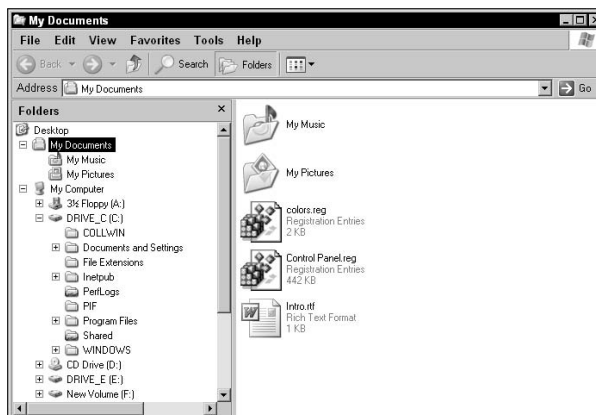 My Documents
File Edit View Favorites Tools Help
Back Search Folders
Address My Documents Go
Folders
Desktop
My Documents
My Music
My Pictures
My Computer
3½ Floppy (A:)
DRIVE_C (C:)
COLLWIN
Documents and Settings
File Extensions
Inetpub
PerfLogs
PIF
Program Files
Shared
WINDOWS
CD Drive (D:)
DRIVE_E (E:)
New Volume (F:)
My Music
My Pictures
colors.reg
Registration Entries
2 KB
Control Panel.reg
Registration Entries
442 KB
Intro.rtf
Rich Text Format
1 KB